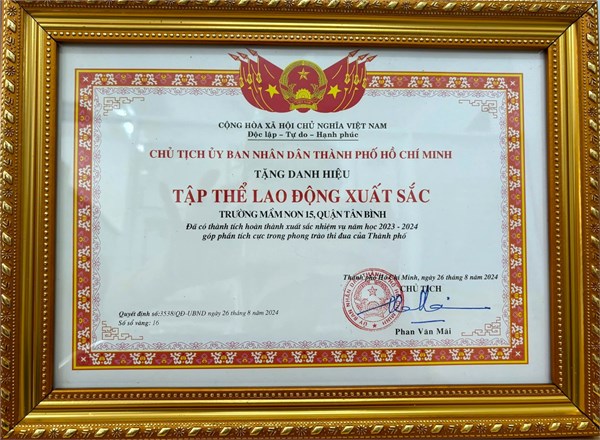 CỘNG HÒA XÃ HỘI CHỦ NGHĨA VIỆT NAM
Độc lập - Tự do - Hạnh phúc
CHỦ TỊCH ỦY BAN NHÂN DÂN THÀNH PHỐ HỒ CHÍ MINH
TẶNG DANH HIỆU
TẬP THỂ LAO ĐỘNG XUẤT SẮC
TRƯỜNG MẦM NON 15, QUẬN TÂN BÌNH
Đã có thành tích hoàn thành xuất sắc nhiệm vụ năm học 2023 - 2024
góp phần tích cực trong phong trào thi đua của Thành phố
Thành phố Hồ Chí Minh, ngày 26 tháng 8 năm 2024
CHỦ TỊCH
Quyết định số:3538/QĐ-UBND ngày 26 tháng 8 năm 2024
Số sổ vàng: 16
Phan Văn Mãi